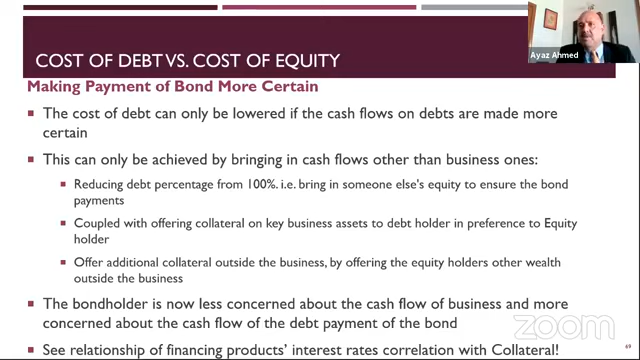 COST OF DEBT VS. COST OF EQUITY
Ayaz Ahmed
Making Payment of Bond More Certain
The cost of debt can only be lowered if the cash flows on debts are made more
certain
This can only be achieved by bringing in cash flows other than business ones:
Reducing debt percentage from 100%. i.e. bring in someone else's equity to ensure the bond
payments
Coupled with offering collateral on key business assets to debt holder in preference to Equity
holder
Offer additional collateral outside the business, by offering the equity holders other wealth
outside the business
The bondholder is now less concerned about the cash flow of business and more
concerned about the cash flow of the debt payment of the bond
zoom
See relationship of financing products' interest rates correlation with Collateral!
69